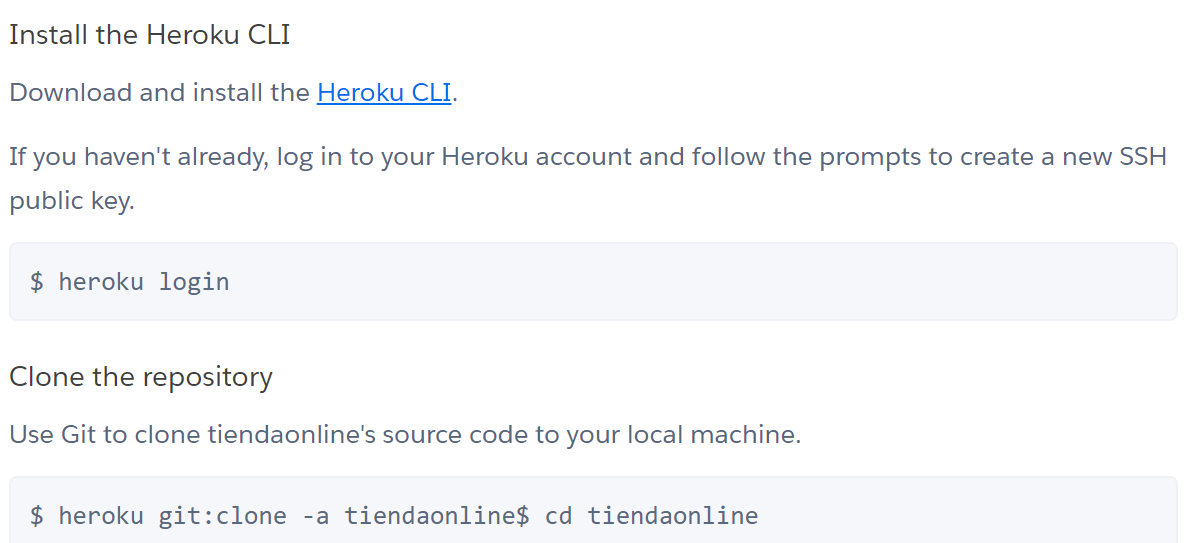 Install the Heroku CLI
Download and install the Heroku CLI.
If you haven't already, log in to your Heroku account and follow the prompts to create a new SSH
public key.
$ heroku login
Clone the repository
Use Git to clone tiendaonline's source code to your local machine.
$ heroku git:clone -a tiendaonline$ cd tiendaonline